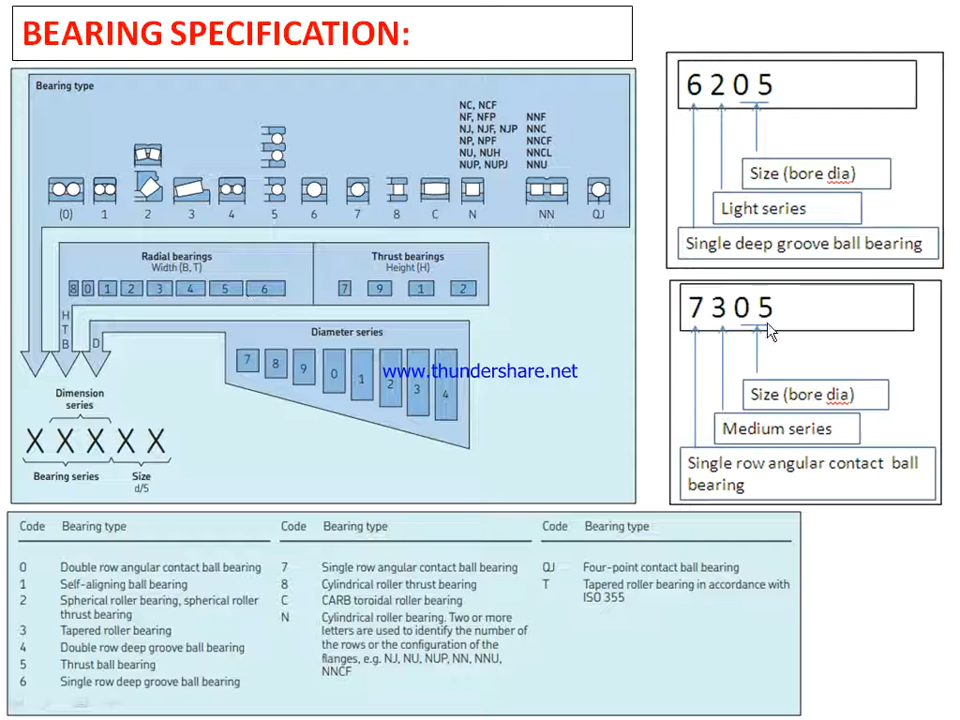 BEARING SPECIFICATION:
Bearing type
NC, NCF
NF, NFP NNF
NJ, NJF, NJP NNC
NP, NPF NNCF
NU, NUH NNCL
NUP, NUPJ NNU
(0) 1 2 3 4 5 6 7 8 C N NN QJ
Radial bearings
Width (B, T)
8 0 1 2 3 4 5 6
Thrust bearings
Height (H)
7 9 1 2
H
T
B
D
Diameter series
7 8 9 0 1 2 3 4
www.thundershare.net
Dimension
series
X X X X X
Bearing series
Size
d/5
6 2 0 5
Size (bore dia)
Light series
Single deep groove ball bearing
7 3 0 5
Size (bore dia)
Medium series
Single row angular contact ball
bearing
Code Bearing type
0 Double row angular contact ball bearing
1 Self-aligning ball bearing
2 Spherical roller bearing, spherical roller
thrust bearing
3 Tapered roller bearing
4 Double row deep groove ball bearing
5 Thrust ball bearing
6 Single row deep groove ball bearing
Code Bearing type
7 Single row angular contact ball bearing
8 Cylindrical roller thrust bearing
C CARB toroidal roller bearing
N Cylindrical roller bearing. Two or more
letters are used to identify the number of
the rows or the configuration of the
flanges, e.g. NJ, NU, NUP, NN, NNU,
NNCF
Code Bearing type
QJ Four-point contact ball bearing
T Tapered roller bearing in accordance with
ISO 355